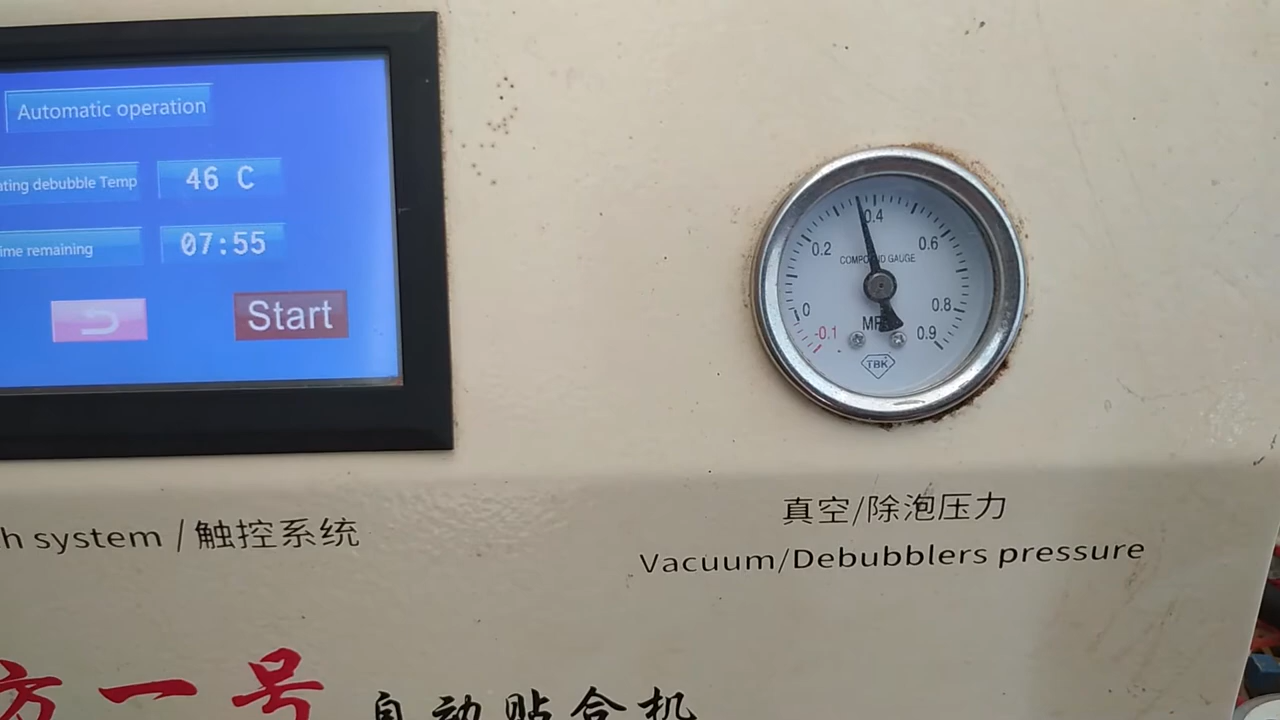 Automatic operation
ating debubble Temp
46 C
ime remaining
07:55
Start
0.4
0.2
0.6
COMPOUND GAUGE
0
0.8
MPa
-0.1
0.9
TBK
真空/除泡压力
Vacuum/Debubblers pressure
h system / 触控系统
方一号 自动贴合机